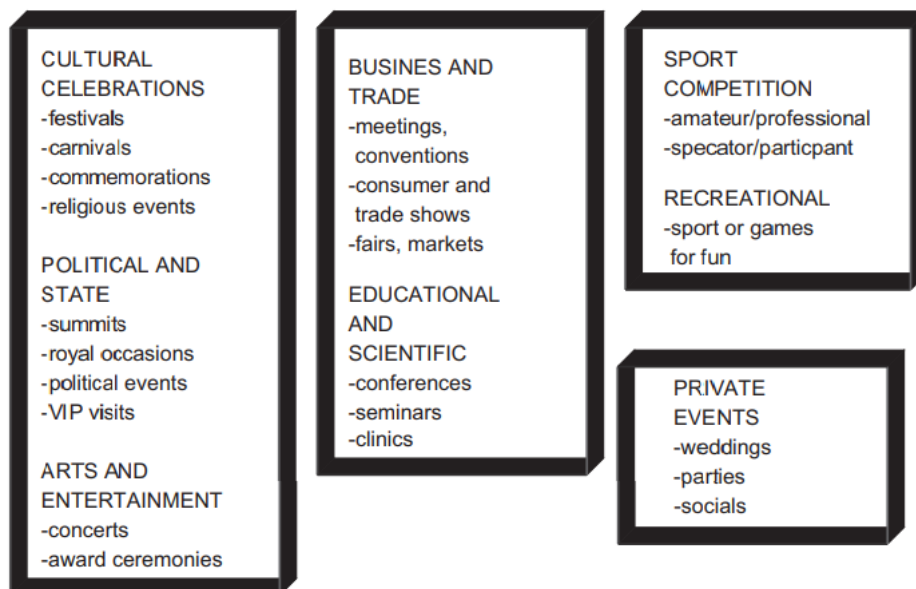 CULTURAL
CELEBRATIONS
-festivals
-carnivals
-commemorations
-religious events
POLITICAL AND
STATE
-summits
-royal occasions
-political events
-VIP visits
ARTS AND
ENTERTAINMENT
-concerts
-award ceremonies
BUSINES AND
TRADE
-meetings,
conventions
-consumer and
trade shows
-fairs, markets
EDUCATIONAL
AND
SCIENTIFIC
-conferences
-seminars
-clinics
SPORT
COMPETITION
-amateur/professional
-specator/particpant
RECREATIONAL
-sport or games
for fun
PRIVATE
EVENTS
-weddings
-parties
-socials